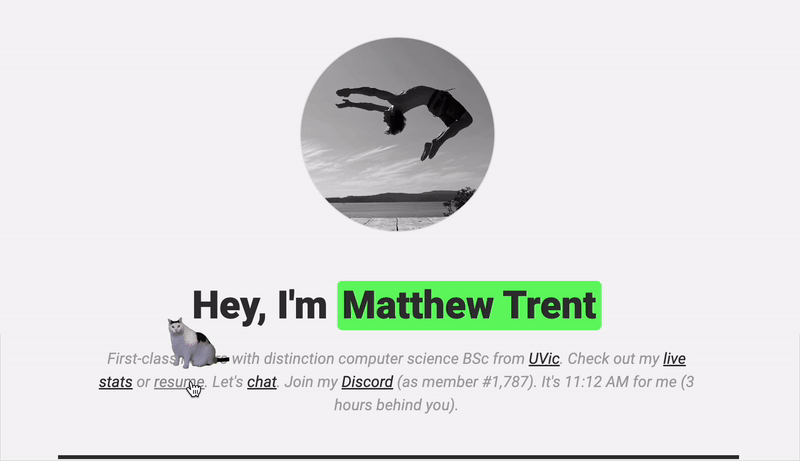 Hey, I'm Matthew Trent
First-class with distinction computer science BSc from UVic. Check out my live
stats or resume. Let's chat. Join my Discord (as member #1,787). It's 11:12 AM for me (3
hours behind you).